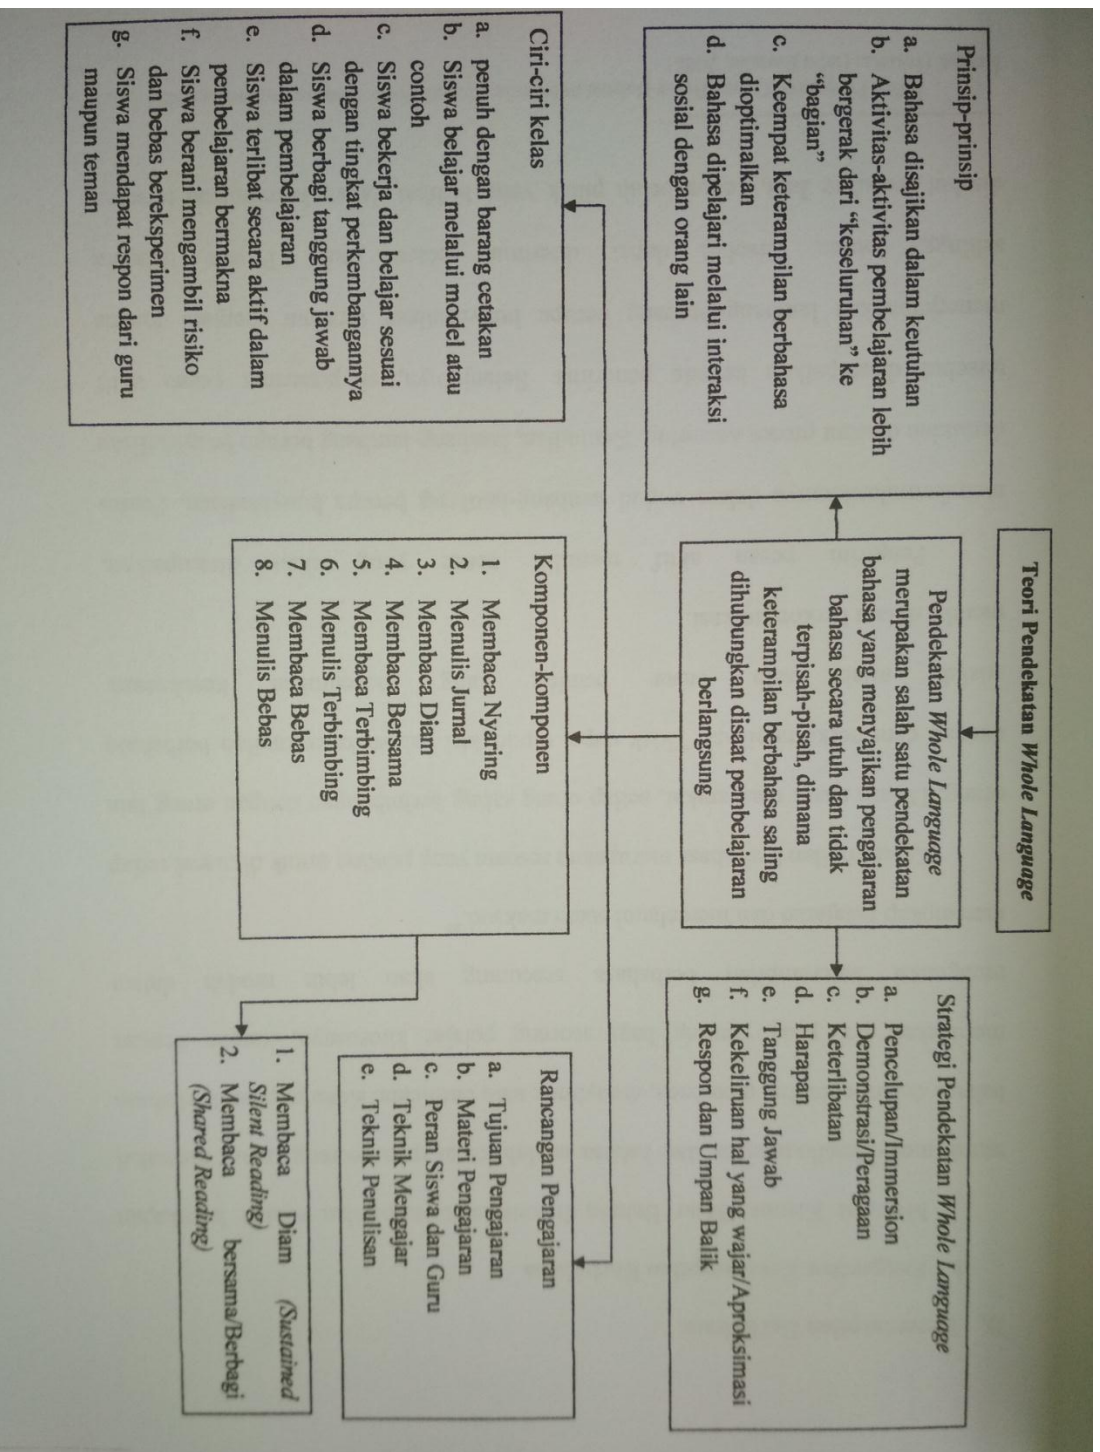 Teori Pendekatan Whole Language
Pendekatan Whole Language
merupakan salah satu pendekatan
bahasa yang menyajikan pengajaran
bahasa secara utuh dan tidak
terpisah-pisah, dimana
keterampilan berbahasa saling
dihubungkan disaat pembelajaran
berlangsung
Prinsip-prinsip
a. Bahasa disajikan dalam keutuhan
b. Aktivitas-aktivitas pembelajaran lebih
bergerak dari “keseluruhan” ke
“bagian”
c. Keempat keterampilan berbahasa
dioptimalkan
d. Bahasa dipelajari melalui interaksi
sosial dengan orang lain
Strategi Pendekatan Whole Language
a. Pencelupan/Immersion
b. Demonstrasi/Peragaan
c. Keterlibatan
d. Harapan
e. Tanggung Jawab
f. Kekeliruan hal yang wajar/Aproksimasi
g. Respon dan Umpan Balik
Ciri-ciri kelas
a. penuh dengan barang cetakan
b. Siswa belajar melalui model atau
contoh
c. Siswa bekerja dan belajar sesuai
dengan tingkat perkembangannya
d. Siswa berbagi tanggung jawab
dalam pembelajaran
e. Siswa terlibat secara aktif dalam
pembelajaran bermakna
f. Siswa berani mengambil risiko
dan bebas bereksperimen
g. Siswa mendapat respon dari guru
maupun teman
Komponen-komponen
1. Membaca Nyaring
2. Menulis Jurnal
3. Membaca Diam
4. Membaca Bersama
5. Membaca Terbimbing
6. Menulis Terbimbing
7. Membaca Bebas
8. Menulis Bebas
Rancangan Pengajaran
a. Tujuan Pengajaran
b. Materi Pengajaran
c. Peran Siswa dan Guru
d. Teknik Mengajar
e. Teknik Penulisan
1. Membaca Diam (Sustained
Silent Reading)
2. Membaca bersama/Berbagi
(Shared Reading)